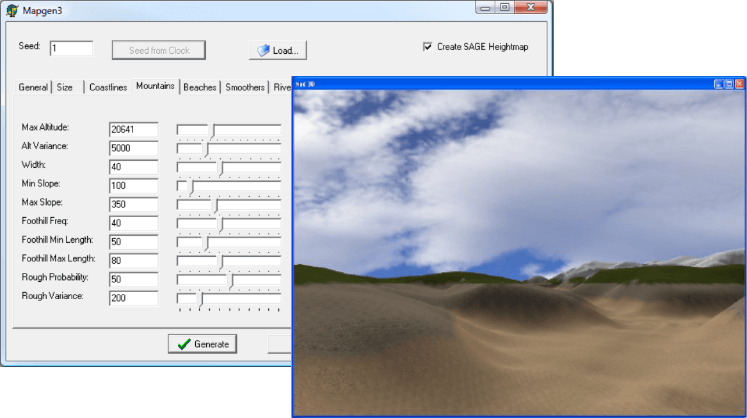 Mapgen3
Seed: 1 Seed from Clock Load... Create SAGE Heightmap
General Size Coastlines Mountains Beaches Smoothers Rive
Max Altitude: 20641
Alt Variance: 5000
Width: 40
Min Slope: 100
Max Slope: 350
Foothill Freq: 40
Foothill Min Length: 50
Foothill Max Length: 80
Rough Probability: 50
Rough Variance: 200
Generate